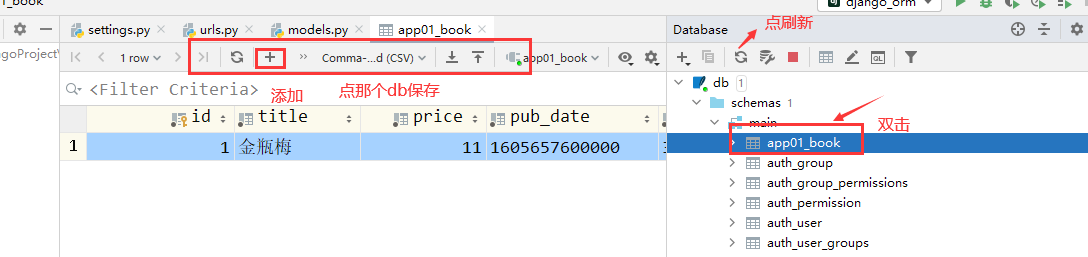 1_book
django_orm
settings.py
urls.py
models.py
app01_book
Database
点刷新
1 row
Comma-...d (CSV)
app01_book
<Filter Criteria>
添加
点那个db保存
id
title
price
pub_date
1
1
金瓶梅
11
1605657600000
db 1
schemas 1
main
双击
app01_book
auth_group
auth_group_permissions
auth_permission
auth_user
auth_user_groups